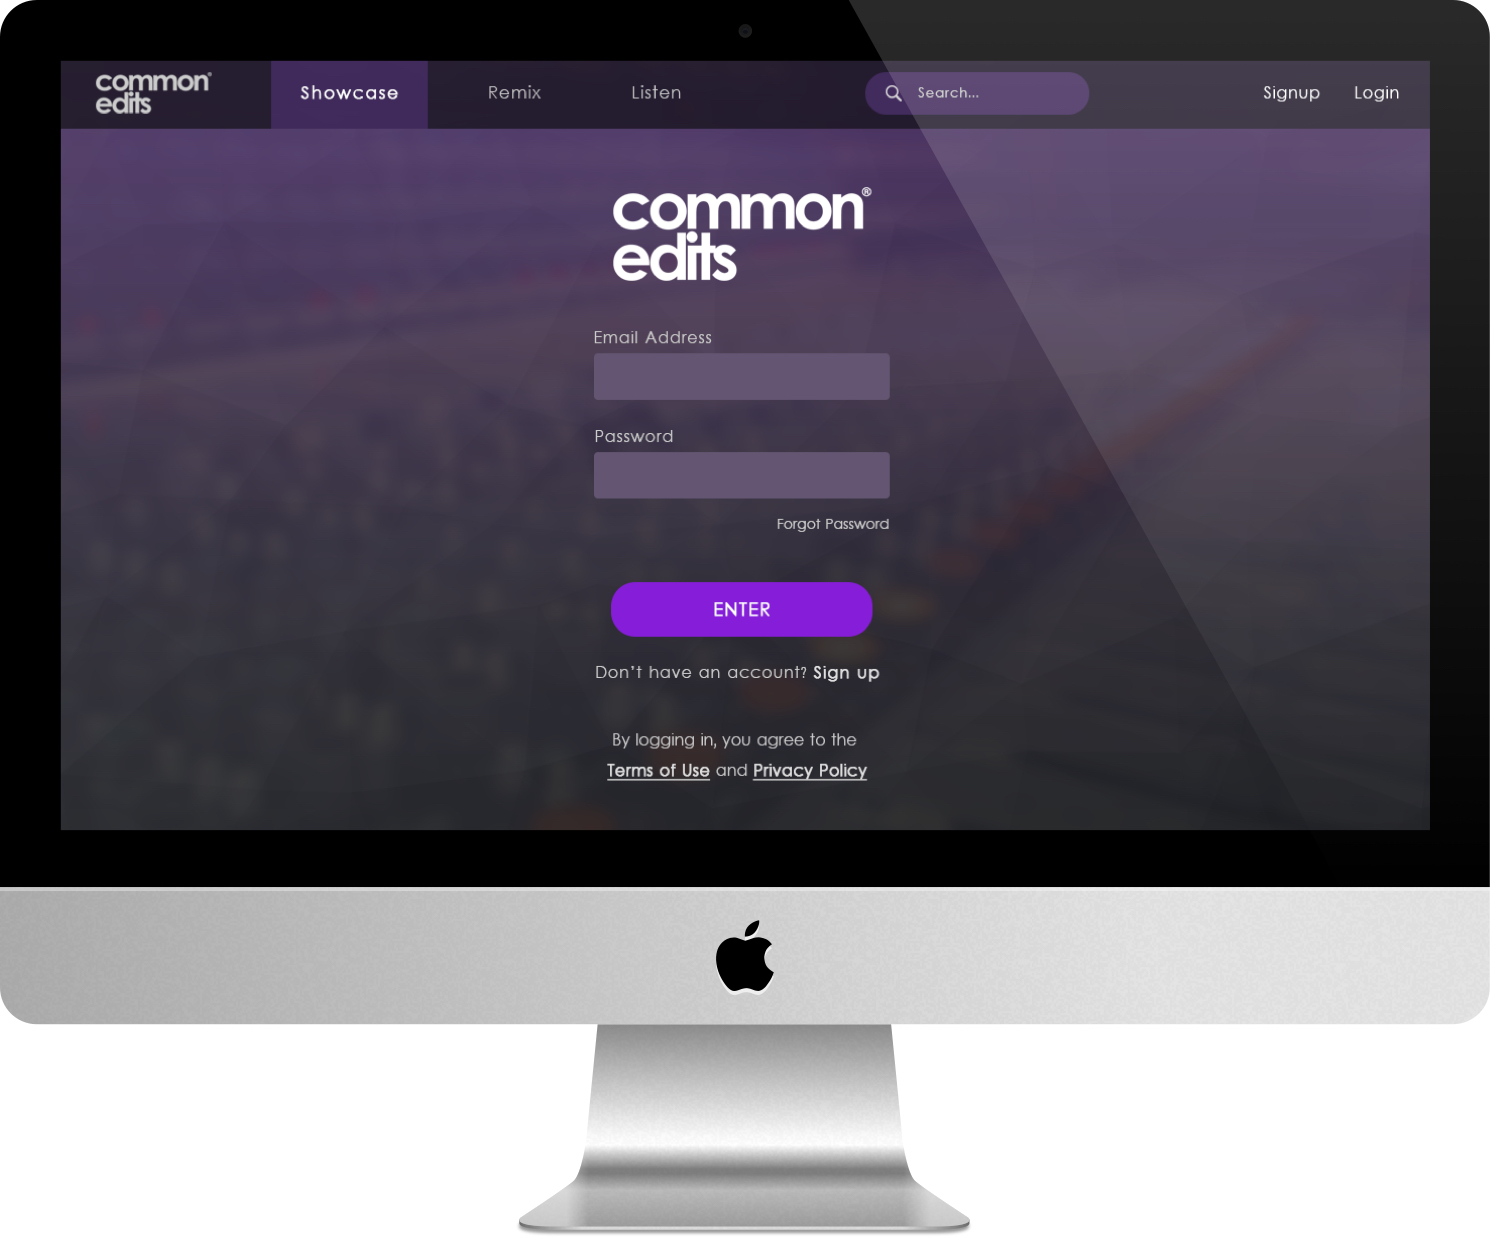 common®
edits
Showcase
Remix
Listen
Search...
Signup
Login
common®
edits
Email Address
Password
Forgot Password
ENTER
Don't have an account? Sign up
By logging in, you agree to the
Terms of Use and Privacy Policy